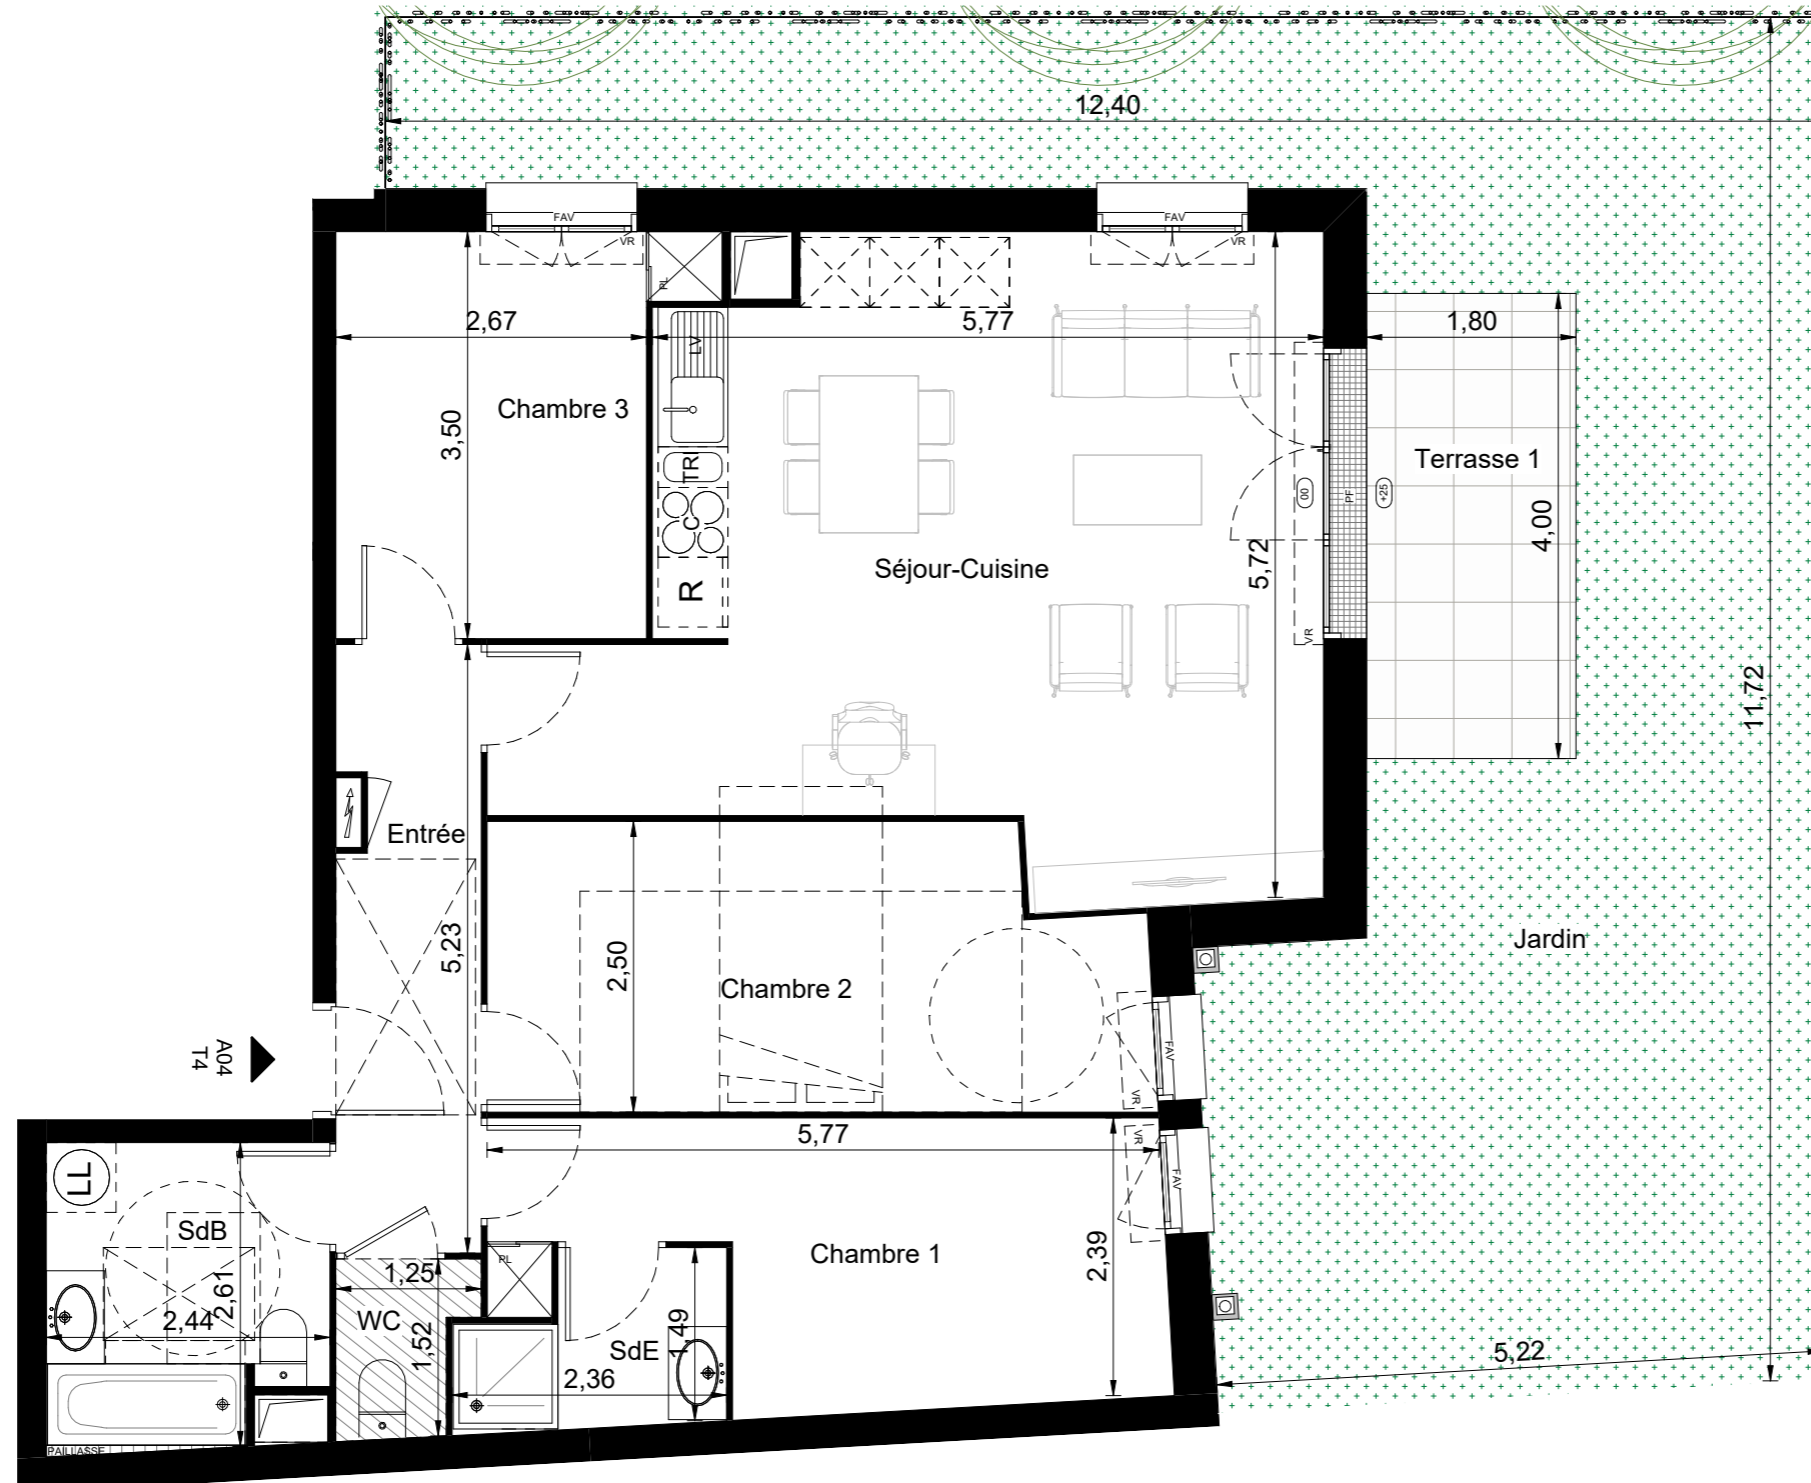 12,40
FAV
VR
FAV
VR
PL
2,67
5,77
1,80
LV
Chambre 3
3,50
TRI
C
R
Terrasse 1
00
PF
+25
4,00
Séjour-Cuisine
5,72
VR
11,72
Entrée
5,23
2,50
Chambre 2
Jardin
A04
T4
FAV
VR
5,77
VR
FAV
LL
SdB
2,61
2,44
1,25
WC
1,52
PL
Chambre 1
2,39
SdE
1,49
2,36
5,22
PAILLASSE